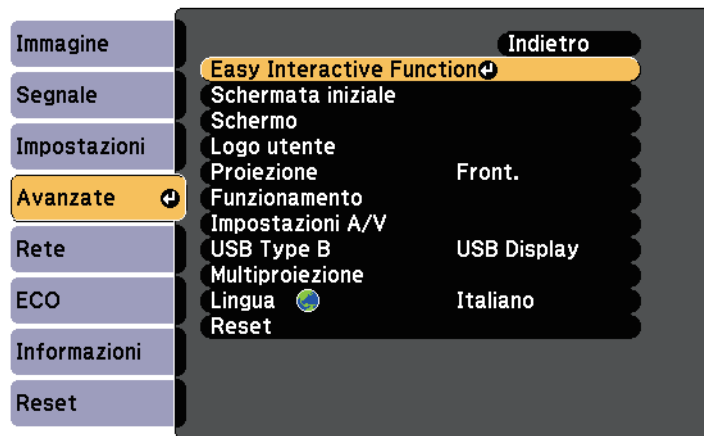 Immagine
Segnale
Impostazioni
Avanzate
Rete
ECO
Informazioni
Reset
Indietro
Easy Interactive Function
Schermata iniziale
Schermo
Logo utente
Proiezione Front.
Funzionamento
Impostazioni A/V
USB Type B USB Display
Multiproiezione
Lingua Italiano
Reset